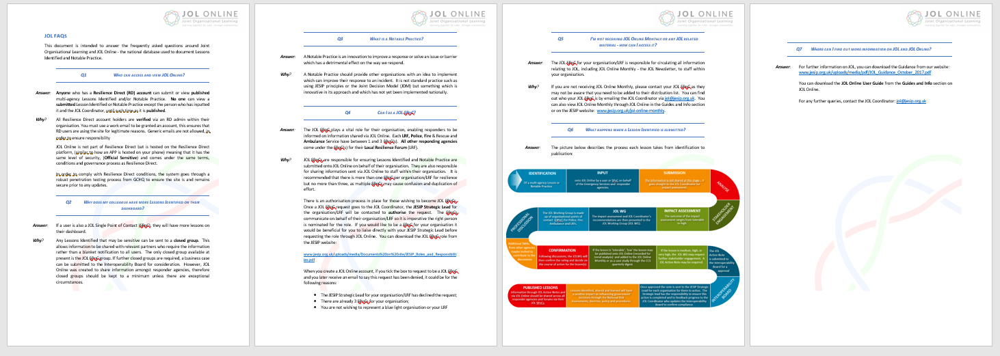 JOL ONLINE
Joint Organisational Learning
JOL FAQs
This document is intended to answer the frequently asked questions around Joint
Organisational Learning and JOL Online - the national database used to document Lessons
Identified and Notable Practice.
Q1 Who can access and view JOL Online?
Answer: Anyone who has a Resilience Direct (RD) account can submit or view published
multi-agency Lessons Identified and/or Notable Practice. No one can view a
submitted Lesson Identified or Notable Practice except the person who has inputted
it and the JOL Coordinator, until such time as it is published.
Why? All Resilience Direct account holders are verified via an RD admin within their
organisation. You must use a work email to be granted an account, this ensures that
RD users are using the site for legitimate reasons. Generic emails are not allowed, in
order to ensure responsibility
JOL Online is not part of Resilience Direct but is hosted on the Resilience Direct
platform, (similar to how an APP is hosted on your phone) meaning that it has the
same level of security, (Official Sensitive) and comes under the same terms,
conditions and governance process as Resilience Direct.
In order to comply with Resilience Direct conditions, the system goes through a
robust penetration testing process from GCHQ to ensure the site is and remains
secure prior to any updates.
Q2 Why does my colleague have more Lessons Identified on their
dashboard?
Answer: If a user is also a JOL Single Point of Contact (SPoC), they will have more lessons on
their dashboard.
Why? Any Lessons Identified that may be sensitive can be sent to a closed group. This
allows information to be shared with relevant partners who require the information
rather than a blanket notification to all users. The only closed group available at
present is the JOL SPoC group. If further closed groups are required, a business case
can be submitted to the Interoperability Board for consideration. However, JOL
Online was created to share information amongst responder agencies, therefore
closed groups should be kept to a minimum unless there are exceptional
circumstances.
JOL ONLINE
Joint Organisational Learning
Q3 What is a Notable Practice?
Answer: A Notable Practice is an innovation to improve a response or solve an issue or barrier
which has a detrimental effect on the way we respond.
Why? A Notable Practice should provide other organisations with an idea to implement
which can improve their response to an incident. It is not standard practice such as
using JESIP principles or the Joint Decision Model (JDM) but something which is
innovative in its approach and which has not yet been implemented nationally.
Q4 Can I be a JOL SPoC?
Answer: The JOL SPoC plays a vital role for their organisation, enabling responders to be
informed on information shared via JOL Online. Each LRF, Police, Fire & Rescue and
Ambulance Service have between 1 and 3 SPoC(s). All other responding agencies
come under the SPoC(s) for their Local Resilience Forum (LRF).
Why? JOL SPoC are responsible for ensuring Lessons Identified and Notable Practice are
submitted onto JOL Online on behalf of their organisation. They are also responsible
for sharing information sent via JOL Online to staff within their organisation. It is
recommended that there is more than one SPoC per organisation/LRF for resilience
but no more than three, as multiple SPoC may cause confusion and duplication of
effort.
There is an authorisation process in place for those wishing to become JOL SPoC.
Once a JOL SPoC request goes to the JOL Coordinator, the JESIP Strategic Lead for
the organisation/LRF will be contacted to authorise the request. The SPoC
communicate on behalf of their organisation/LRF so it is imperative the right person
is nominated for the role. If you would like to be a SPoC for your organisation it
would be beneficial for you to liaise directly with your JESIP Strategic Lead before
requesting the role through JOL Online. You can download the JOL SPoC role from
the JESIP website:
www.jesip.org.uk/uploads/media/Documents%20on%20site/JESIP_Roles_and_Responsibilit
ies.pdf
When you create a JOL Online account, if you tick the box to request to be a JOL SPoC
and you later receive an email to say this request has been denied, it could be for the
following reasons:
• The JESIP Strategic Lead for your organisation/LRF has declined the request;
• There are already 3 SPoC for your organisation;
• You are not wishing to represent a blue light organisation or your LRF
JOL ONLINE
Joint Organisational Learning
Q5 I'm not receiving JOL Online Monthly or any JOL related
material - how can I access it?
Answer: The JOL SPoC for your organisation/LRF is responsible for circulating all information
relating to JOL, including JOL Online Monthly - the JOL Newsletter, to staff within
your organisation.
Why? If you are not receiving JOL Online Monthly, please contact your JOL SPoC as they
may not be aware that you need to be added to their distribution list. You can find
out who your JOL SPoC is by emailing the JOL Coordinator via jol@jesip.org.uk. You
can also view JOL Online Monthly through JOL Online in the Guides and Info section
or on the JESIP website: www.jesip.org.uk/jol-online-monthly.
Q6 What happens when a Lesson Identified is submitted?
Answer: The picture below describes the process each lesson takes from identification to
publication:
IDENTIFICATION
Of a multi-agency Lesson or
Notable Practice
INPUT
onto JOL Online by a user or SPoC on behalf
of the Emergency Services and responder
agencies.
SUBMISSION
The information is not shared at this stage – it
goes straight to the JOL Coordinator for
impact assessment.
ANALYSE
STAKEHOLDER
ENGAGEMENT
IMPACT ASSESSMENT
The outcome of the impact
assessment ranges from tolerable
to high.
JOL WG
The impact assessment and Coordinator's
recommendations are then presented to the
JOL Working Group (JOL WG).
The JOL Working Group is made
up of organisational points of
contact (SPoC) for Police, Fire,
Ambulance and LRFs.
PROFESSIONAL
DISCUSSION
Additional SMEs
from other agencies
maybe invited to
contribute to the
discussions
CONFIRMATION
Following discussions, the JOL WG will
then confirm the rating and decide on
the course of action for the lesson(s).
If the lesson is 'tolerable', 'low' the lesson may
be published onto JOL Online (recorded for
trend analysis) and added to the JOL Online
Monthly or as a case study through the CCS
quarterly digest
If the lesson is medium, high, or
very high, the JOL WG may request
further stakeholder engagement. A
JOL Action Note may be required.
The JOL
Action Note
is submitted to
the Interoperability
Board for a
approval
INTEROPERABILITY
BOARD
Once approved the note is sent to the JESIP Strategic
Lead for each organisation for them to action. The
Strategic lead has the responsibility to ensure this
action is completed and to feedback progress to the
JOL Coordinator who updates the Interoperability
Board to confirm compliance.
Lessons identified, shared and learned will have
a positive impact on influencing government
decisions through the National Risk
Assessments, doctrine, policy and procedures.
PUBLISHED LESSONS
Information through JOL Action Notes and
via JOL Online should be shared across all
responder agencies and forums via their
JOL SPoCs
JOL ONLINE
Joint Organisational Learning
Q7 Where can I find out more information on JOL and JOL Online?
Answer: For further information on JOL, you can download the Guidance from our website:
www.jesip.org.uk/uploads/media/pdf/JOL_Guidance_October_2017.pdf
You can download the JOL Online User Guide from the Guides and Info section on
JOL Online.
For any further queries, contact the JOL Coordinator: jol@jesip.org.uk